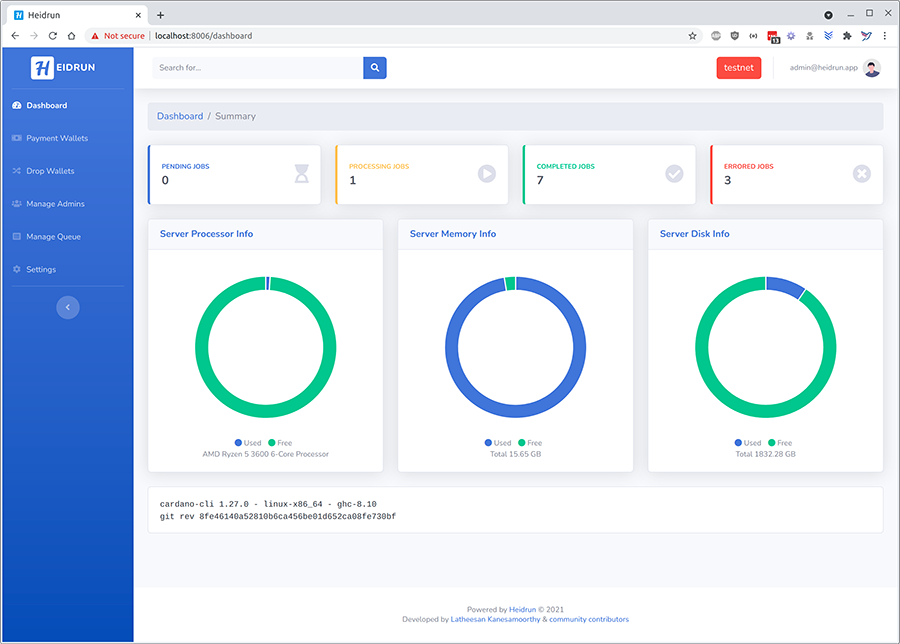 Heidrun
Not secure
localhost:8006/dashboard
13
H EIDRUN
Search for...
testnet
admin@heidrun.app
Dashboard
Payment Wallets
Drop Wallets
Manage Admins
Manage Queue
Settings
Dashboard / Summary
PENDING JOBS
0
PROCESSING JOBS
1
COMPLETED JOBS
7
ERRORED JOBS
3
Server Processor Info
Used Free
AMD Ryzen 5 3600 6-Core Processor
Server Memory Info
Used Free
Total 15.65 GB
Server Disk Info
Used Free
Total 1832.28 GB
cardano-cli 1.27.0 - linux-x86_64 - ghc-8.10
git rev 8fe46140a52810b6ca456be01d652ca08fe730bf
Powered by Heidrun © 2021
Developed by Latheesan Kanesamoorthy & community contributors